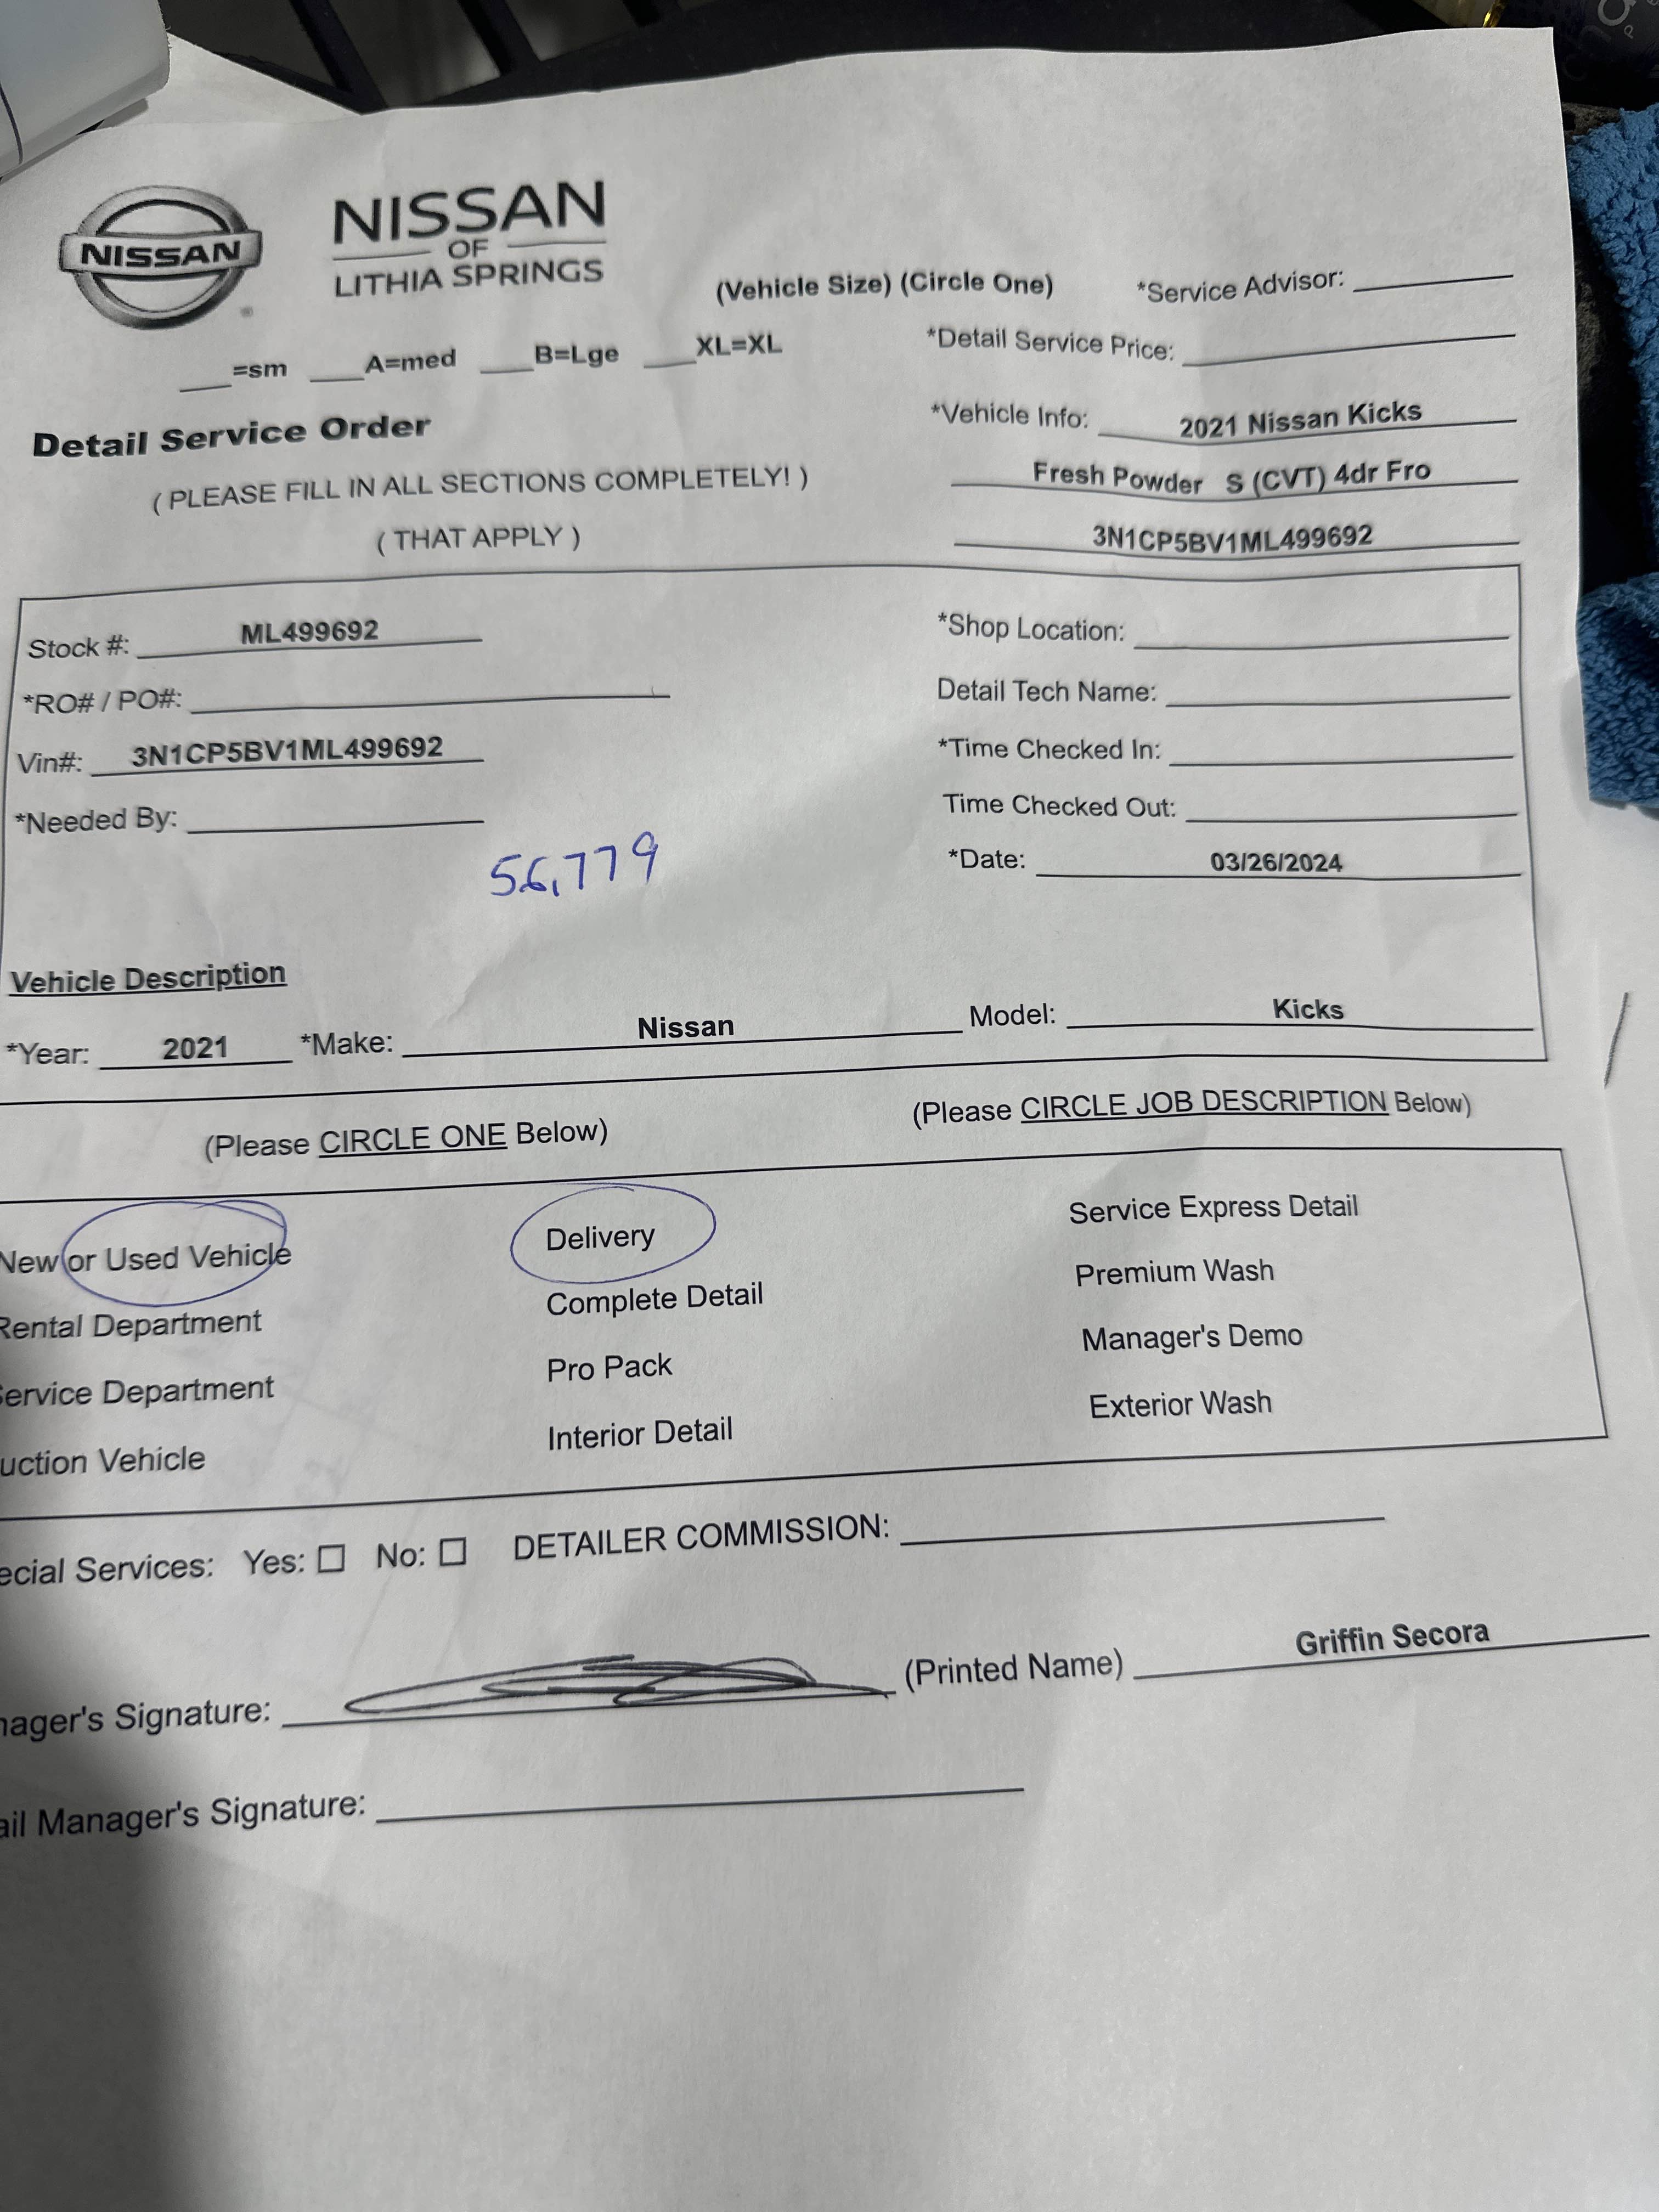 NISSAN
NISSAN
OF
LITHIA SPRINGS
(Vehicle Size) (Circle One)
*Service Advisor:
=sm A=med B=Lge XL=XL
*Detail Service Price:
Detail Service Order
*Vehicle Info: 2021 Nissan Kicks
( PLEASE FILL IN ALL SECTIONS COMPLETELY! )
Fresh Powder S (CVT) 4dr Fro
( THAT APPLY )
3N1CP5BV1ML499692
Stock #: ML499692
*Shop Location:
*RO# / PO#:
Detail Tech Name:
Vin#: 3N1CP5BV1ML499692
*Time Checked In:
*Needed By:
Time Checked Out:
56,779
*Date: 03/26/2024
Vehicle Description
*Year: 2021 *Make: Nissan Model: Kicks
(Please CIRCLE ONE Below)
(Please CIRCLE JOB DESCRIPTION Below)
New or Used Vehicle
Delivery
Service Express Detail
Rental Department
Complete Detail
Premium Wash
Service Department
Pro Pack
Manager's Demo
uction Vehicle
Interior Detail
Exterior Wash
ecial Services: Yes: No: DETAILER COMMISSION:
nager's Signature: (Printed Name) Griffin Secora
ail Manager's Signature: